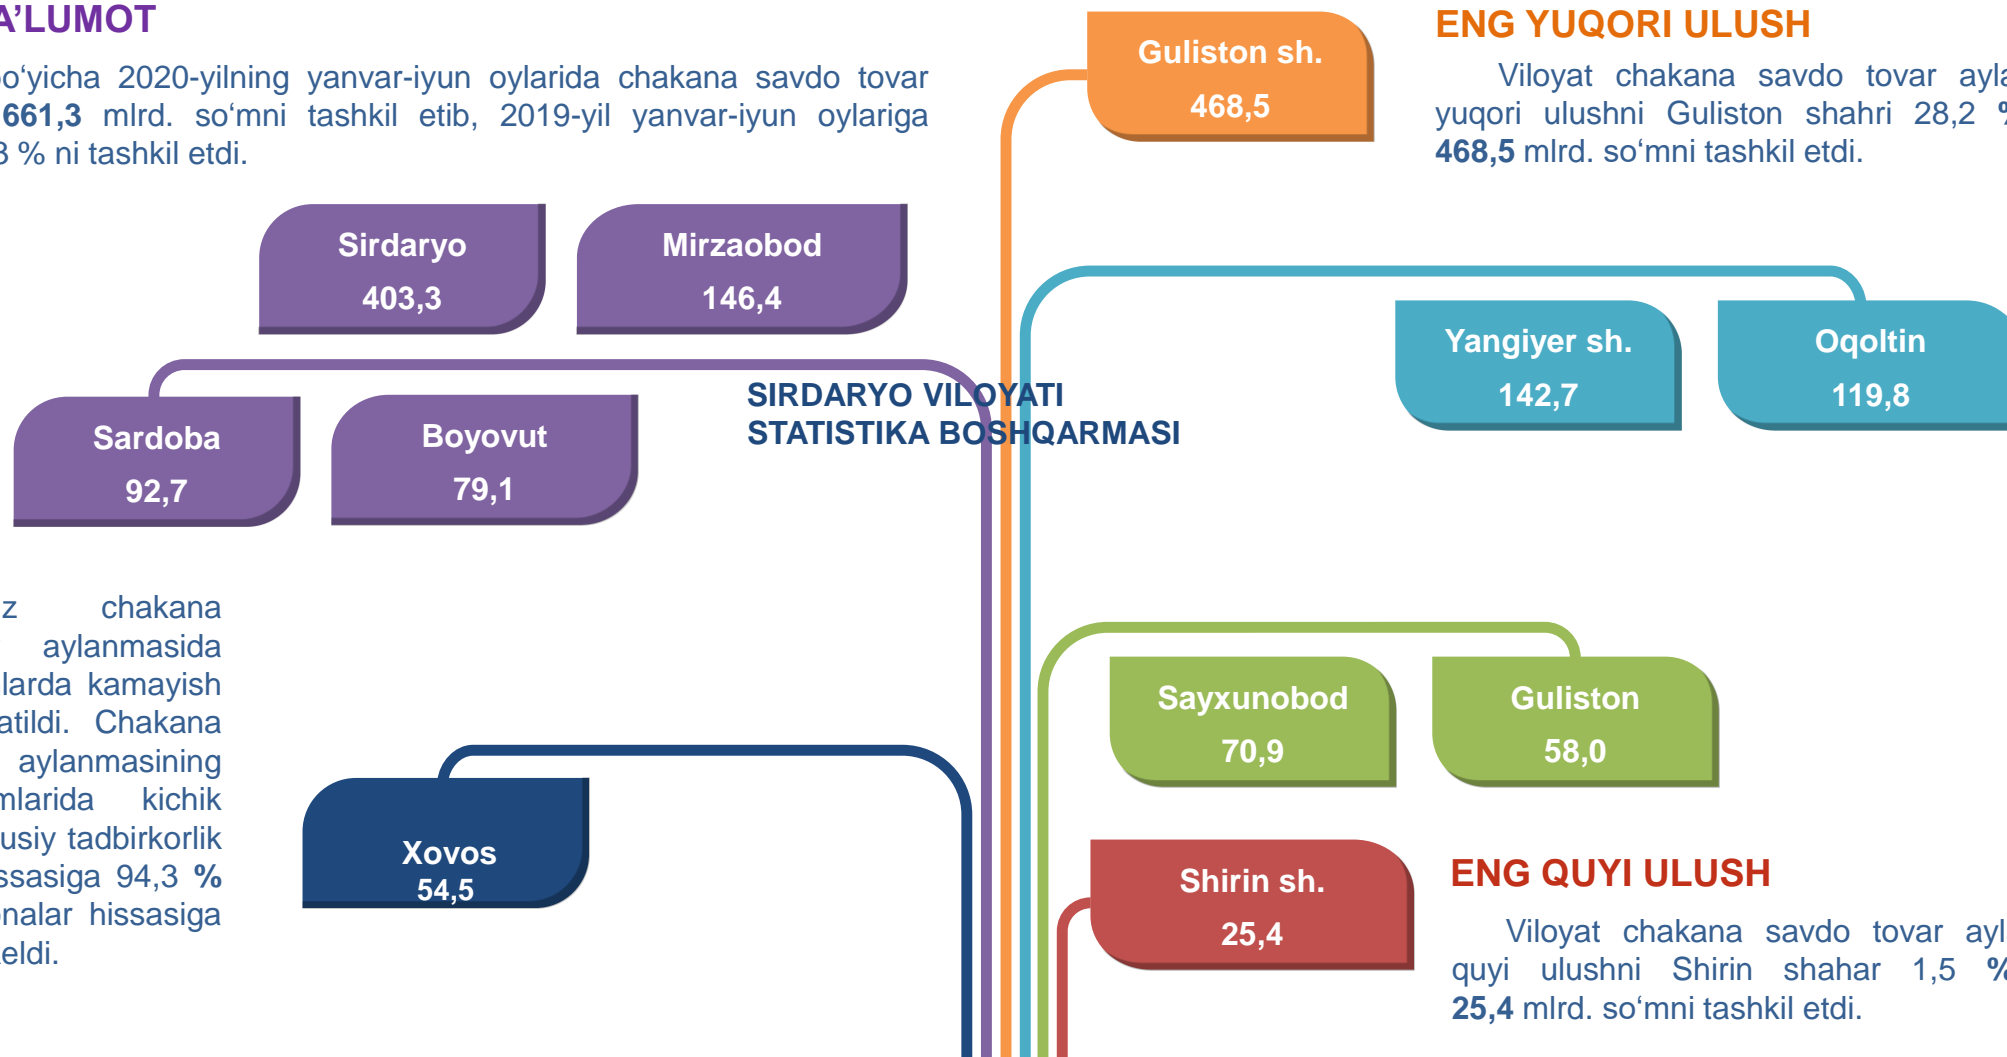 A’LUMOT
bo‘yicha 2020-yilning yanvar-iyun oylarida chakana savdo tovar
661,3 mlrd. so‘mni tashkil etib, 2019-yil yanvar-iyun oylariga
% ni tashkil etdi.
Guliston sh.
468,5
ENG YUQORI ULUSH
Viloyat chakana savdo tovar
yuqori ulushni Guliston shahri 28,2 %
468,5 mlrd. so‘mni tashkil etdi.
Sirdaryo
403,3
Mirzaobod
146,4
Yangiyer sh.
142,7
Oqoltin
119,8
SIRDARYO VILOYATI
STATISTIKA BOSHQARMASI
Sardoba
92,7
Boyovut
79,1
z chakana
aylanmasida
larda kamayish
atildi. Chakana
aylanmasining
mlarida kichik
usiy tadbirkorlik
ssasiga 94,3 %
nalar hissasiga
eldi.
Sayxunobod
70,9
Guliston
58,0
Xovos
54,5
Shirin sh.
25,4
ENG QUYI ULUSH
Viloyat chakana savdo tovar ayl
quyi ulushni Shirin shahar 1,5 %
25,4 mlrd. so‘mni tashkil etdi.